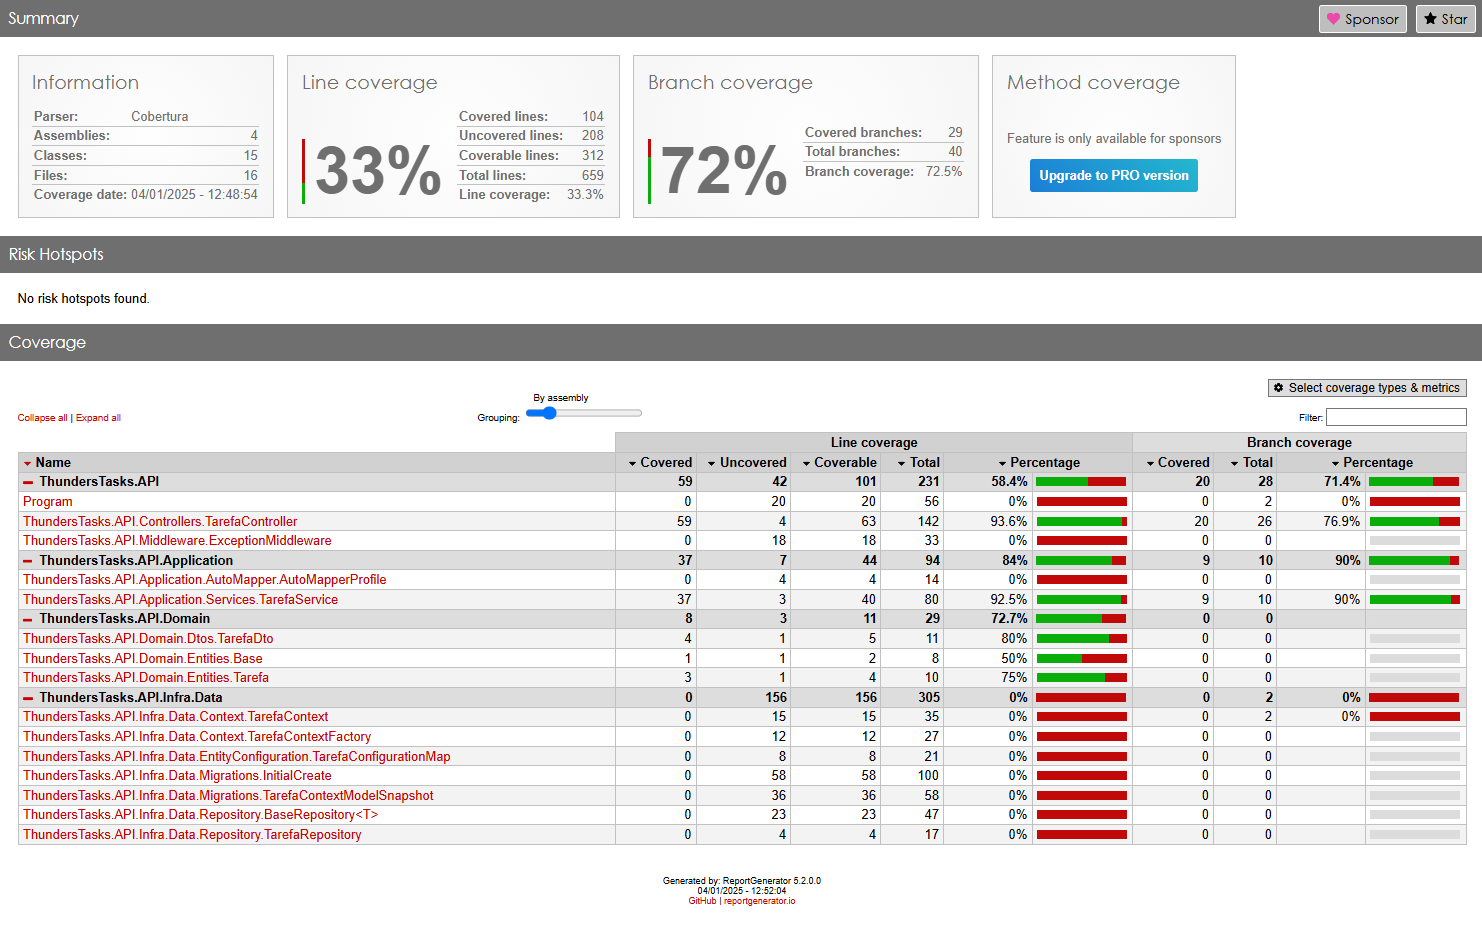 Summary
Sponsor Star
Information
Parser: Cobertura
Assemblies: 4
Classes: 15
Files: 16
Coverage date: 04/01/2025 - 12:48:54
Line coverage
33%
Covered lines: 104
Uncovered lines: 208
Coverable lines: 312
Total lines: 659
Line coverage: 33.3%
Branch coverage
72%
Covered branches: 29
Total branches: 40
Branch coverage: 72.5%
Method coverage
Feature is only available for sponsors
Upgrade to PRO version
Risk Hotspots
No risk hotspots found.
Coverage
Select coverage types & metrics
Collapse all | Expand all
By assembly
Grouping:
Filter:
Line coverage Branch coverage
Name Covered Uncovered Coverable Total Percentage Covered Total Percentage
ThundersTasks.API 59 42 101 231 58.4% 20 28 71.4%
Program 0 20 20 56 0% 0 2 0%
ThundersTasks.API.Controllers.TarefaController 59 4 63 142 93.6% 20 26 76.9%
ThundersTasks.API.Middleware.ExceptionMiddleware 0 18 18 33 0% 0 0
ThundersTasks.API.Application 37 7 44 94 84% 9 10 90%
ThundersTasks.API.Application.AutoMapper.AutoMapperProfile 0 4 4 14 0% 0 0
ThundersTasks.API.Application.Services.TarefaService 37 3 40 80 92.5% 9 10 90%
ThundersTasks.API.Domain 8 3 11 29 72.7% 0 0
ThundersTasks.API.Domain.Dtos.TarefaDto 4 1 5 11 80% 0 0
ThundersTasks.API.Domain.Entities.Base 1 1 2 8 50% 0 0
ThundersTasks.API.Domain.Entities.Tarefa 3 1 4 10 75% 0 0
ThundersTasks.API.Infra.Data 0 156 156 305 0% 0 2 0%
ThundersTasks.API.Infra.Data.Context.TarefaContext 0 15 15 35 0% 0 2 0%
ThundersTasks.API.Infra.Data.Context.TarefaContextFactory 0 12 12 27 0% 0 0
ThundersTasks.API.Infra.Data.EntityConfiguration.TarefaConfigurationMap 0 8 8 21 0% 0 0
ThundersTasks.API.Infra.Data.Migrations.InitialCreate 0 58 58 100 0% 0 0
ThundersTasks.API.Infra.Data.Migrations.TarefaContextModelSnapshot 0 36 36 58 0% 0 0
ThundersTasks.API.Infra.Data.Repository.BaseRepository<T> 0 23 23 47 0% 0 0
ThundersTasks.API.Infra.Data.Repository.TarefaRepository 0 4 4 17 0% 0 0
Generated by: ReportGenerator 5.2.0.0
04/01/2025 - 12:52:04
GitHub | reportgenerator.io